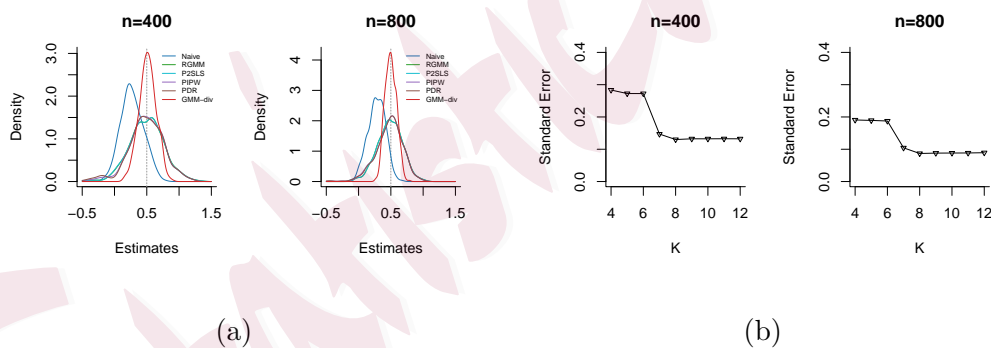 n=400
Density
0.0
1.0
2.0
3.0
Naive
RGMM
P2SLS
PIPW
PDR
GMM-div
−0.5 0.5 1.5
Estimates
n=800
Density
0
1
2
3
4
Naive
RGMM
P2SLS
PIPW
PDR
GMM-div
−0.5 0.5 1.5
Estimates
(a)
n=400
Standard Error
0.0
0.2
0.4
4 6 8 10 12
K
n=800
Standard Error
0.0
0.2
0.4
4 6 8 10 12
K
(b)